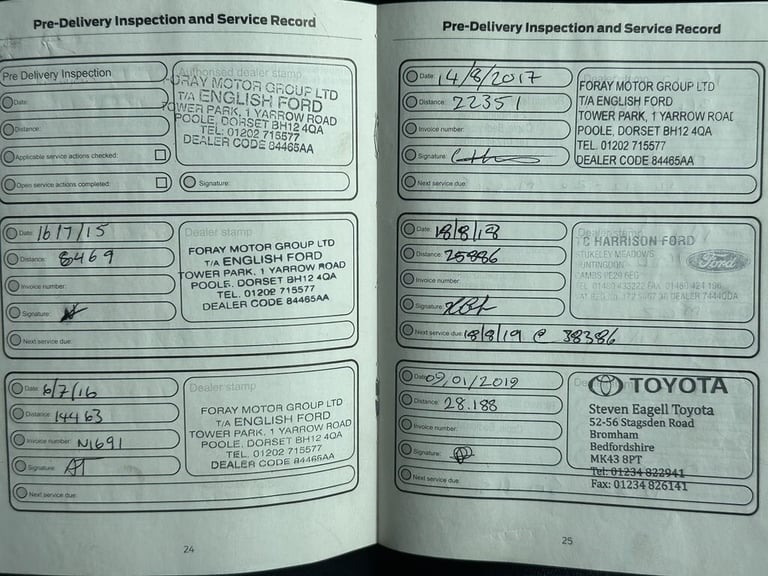 Pre-Delivery Inspection and Service Record
Pre Delivery Inspection
Date:
Distance:
Applicable service actions checked:
Open service actions completed:
Authorised dealer stamp
FORAY MOTOR GROUP LTD
T/A ENGLISH FORD
TOWER PARK, 1 YARROW ROAD
POOLE, DORSET BH12 4QA
TEL: 01202 715577
DEALER CODE 84465AA
Signature:
Date: 16/7/15
Distance: 8469
Invoice number:
Signature:
Next service due:
Dealer stamp
FORAY MOTOR GROUP LTD
T/A ENGLISH FORD
TOWER PARK, 1 YARROW ROAD
POOLE, DORSET BH12 4QA
TEL. 01202 715577
DEALER CODE 84465AA
Date: 6/7/16
Distance: 14463
Invoice number: N1691
Signature:
Next service due:
Dealer stamp
FORAY MOTOR GROUP LTD
T/A ENGLISH FORD
TOWER PARK, 1 YARROW ROAD
POOLE, DORSET BH12 4QA
TEL. 01202 715577
DEALER CODE 84465AA
24
Pre-Delivery Inspection and Service Record
Date: 14/8/2017
Distance: 22351
Invoice number:
Signature:
Next service due:
FORAY MOTOR GROUP LTD
T/A ENGLISH FORD
TOWER PARK, 1 YARROW ROAD
POOLE, DORSET BH12 4QA
TEL. 01202 715577
DEALER CODE 84465AA
Date: 18/8/18
Distance: 25886
Invoice number:
Signature:
Next service due: 18/8/19 @ 38386
Dealer stamp
TC HARRISON FORD
STUKELEY MEADOWS
HUNTINGDON
CAMBS PE29 6EG
Ford
Date: 09,01/2019
Distance: 28.188
Invoice number:
Signature:
Next service due:
TOYOTA
Steven Eagell Toyota
52-56 Stagsden Road
Bromham
Bedfordshire
MK43 8PT
Tel: 01234 822941
Fax: 01234 826141
25